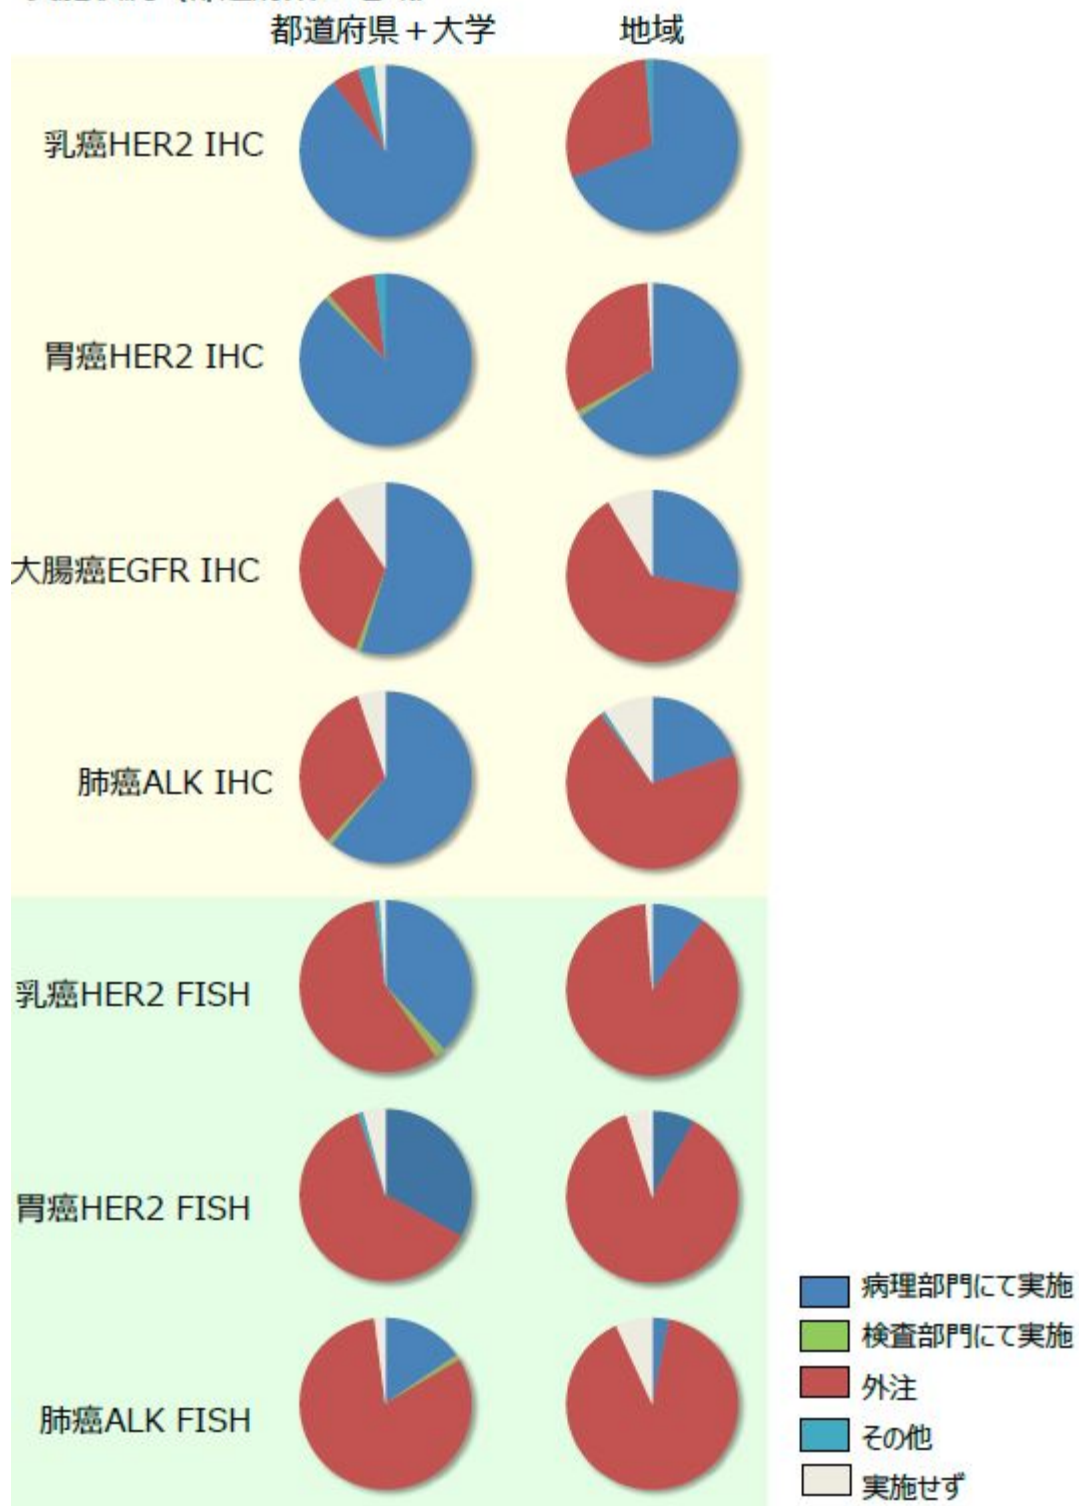 都道府県＋大学 地域
乳癌HER2 IHC
胃癌HER2 IHC
大腸癌EGFR IHC
肺癌ALK IHC
乳癌HER2 FISH
胃癌HER2 FISH
肺癌ALK FISH
病理部門にて実施
検査部門にて実施
外注
その他
実施せず